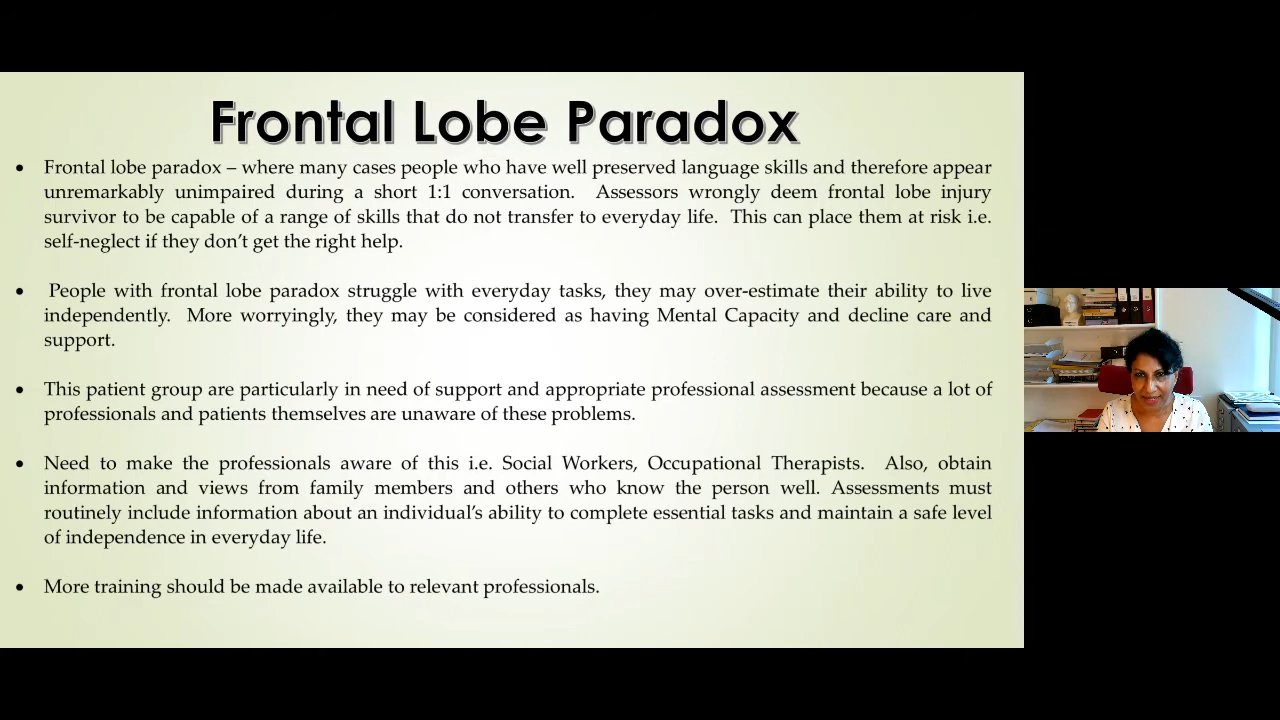 Frontal Lobe Paradox
• Frontal lobe paradox – where many cases people who have well preserved language skills and therefore appear
unremarkably unimpaired during a short 1:1 conversation. Assessors wrongly deem frontal lobe injury
survivor to be capable of a range of skills that do not transfer to everyday life. This can place them at risk i.e.
self-neglect if they don’t get the right help.
• People with frontal lobe paradox struggle with everyday tasks, they may over-estimate their ability to live
independently. More worryingly, they may be considered as having Mental Capacity and decline care and
support.
• This patient group are particularly in need of support and appropriate professional assessment because a lot of
professionals and patients themselves are unaware of these problems.
• Need to make the professionals aware of this i.e. Social Workers, Occupational Therapists. Also, obtain
information and views from family members and others who know the person well. Assessments must
routinely include information about an individual’s ability to complete essential tasks and maintain a safe level
of independence in everyday life.
• More training should be made available to relevant professionals.